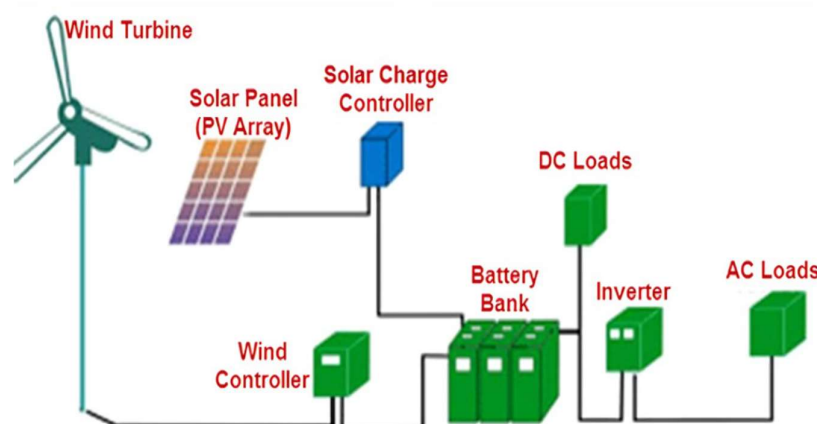 Wind Turbine
Solar Panel
(PV Array)
Solar Charge
Controller
DC Loads
Battery
Bank
Inverter
AC Loads
Wind
Controller